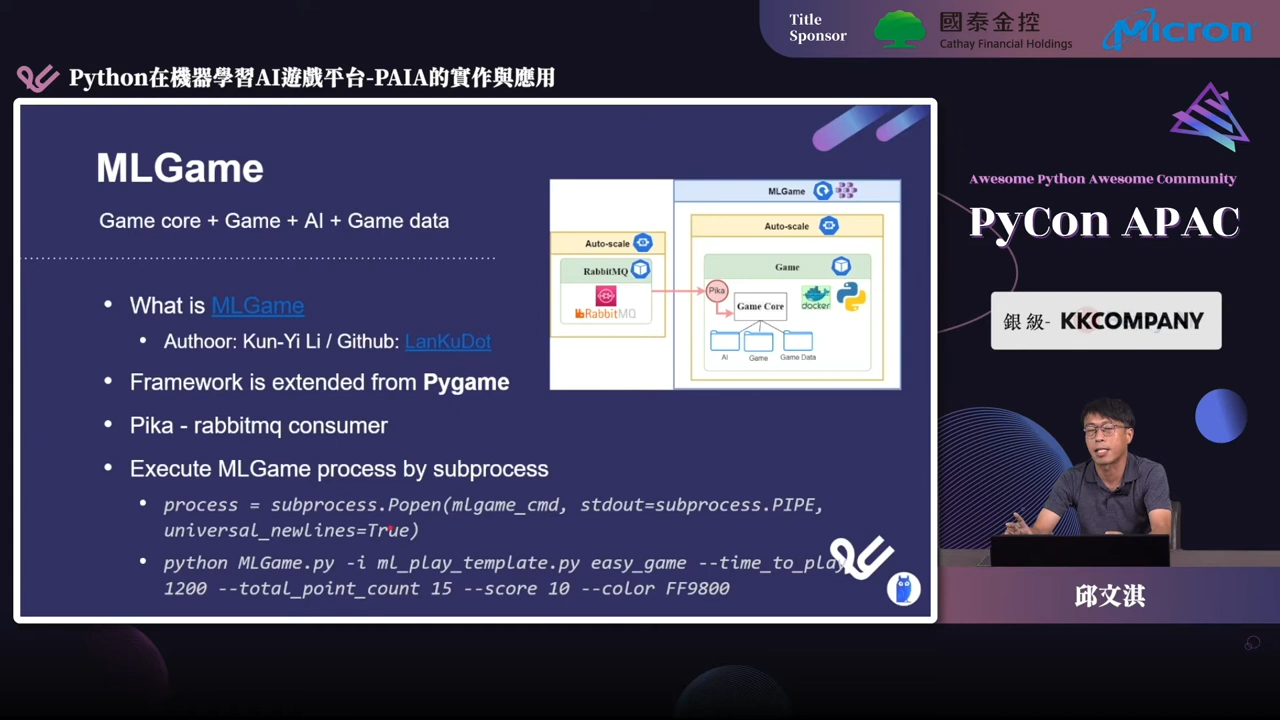 Title
Sponsor
國泰金控
Cathay Financial Holdings
Micron
Python在機器學習AI遊戲平台-PAIA的實作與應用
MLGame
Game core + Game + AI + Game data
• What is MLGame
• Authoor: Kun-Yi Li / Github: LanKuDot
• Framework is extended from Pygame
• Pika - rabbitmq consumer
• Execute MLGame process by subprocess
• process = subprocess.Popen(mlgame_cmd, stdout=subprocess.PIPE,
universal_newlines=True)
• python MLGame.py -i ml_play_template.py easy_game --time_to_play
1200 --total_point_count 15 --score 10 --color FF9800
MLGame
Auto-scale
Auto-scale
RabbitMQ
RabbitMQ
Game
Pika
Game Core
docker
AI
Game
Game Data
Awesome Python Awesome Community
PyCon APAC
銀級- KKCOMPANY
邱文淇